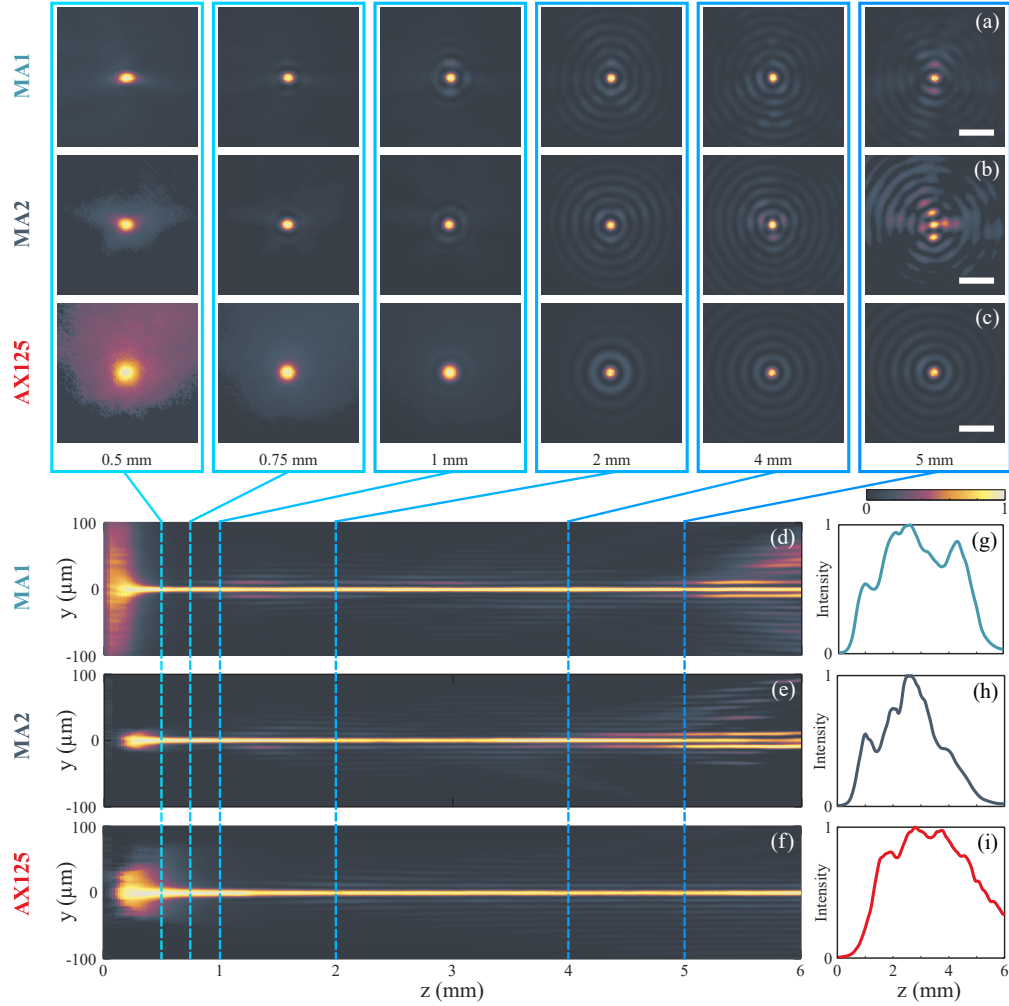 MA1
(a)
MA2
(b)
AX125
(c)
0.5 mm
0.75 mm
1 mm
2 mm
4 mm
5 mm
0
1
MA1
y (μm)
100
0
-100
(d)
Intensity
1
0
(g)
6
MA2
y (μm)
100
0
-100
(e)
Intensity
1
0
(h)
AX125
y (μm)
100
0
-100
(f)
Intensity
1
0
(i)
0 1 2 3 4 5 6
z (mm)
0 2 4 6
z (mm)